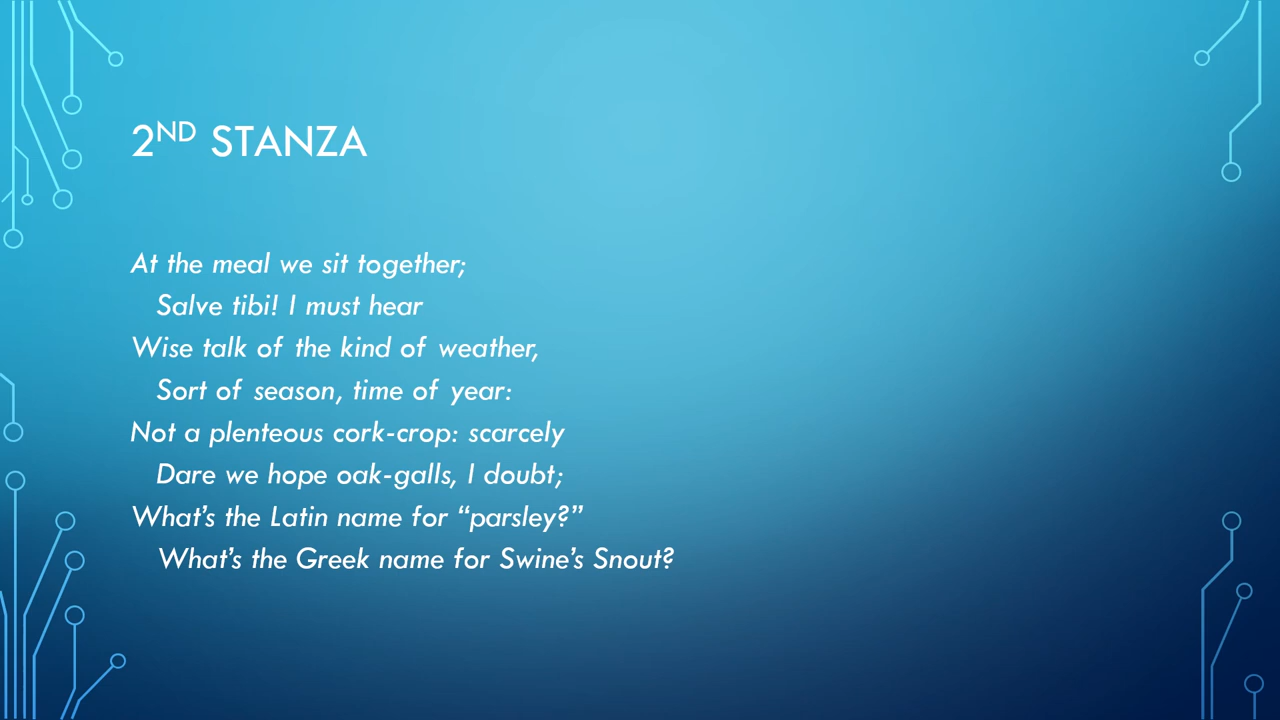 2ND STANZA
At the meal we sit together;
Salve tibi! I must hear
Wise talk of the kind of weather,
Sort of season, time of year:
Not a plenteous cork-crop: scarcely
Dare we hope oak-galls, I doubt;
What’s the Latin name for “parsley?”
What’s the Greek name for Swine’s Snout?